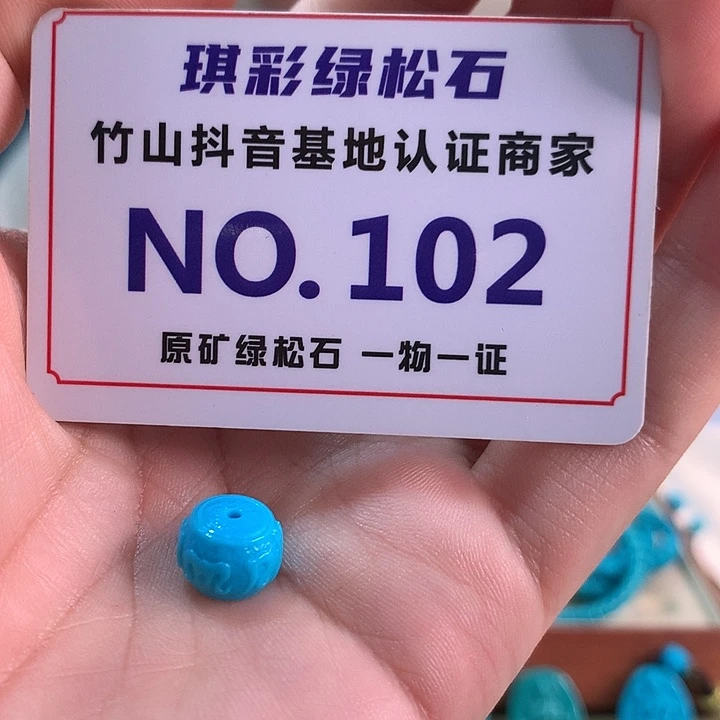 琪彩绿松石
竹山抖音基地认证商家
NO.102
原矿绿松石 一物一证